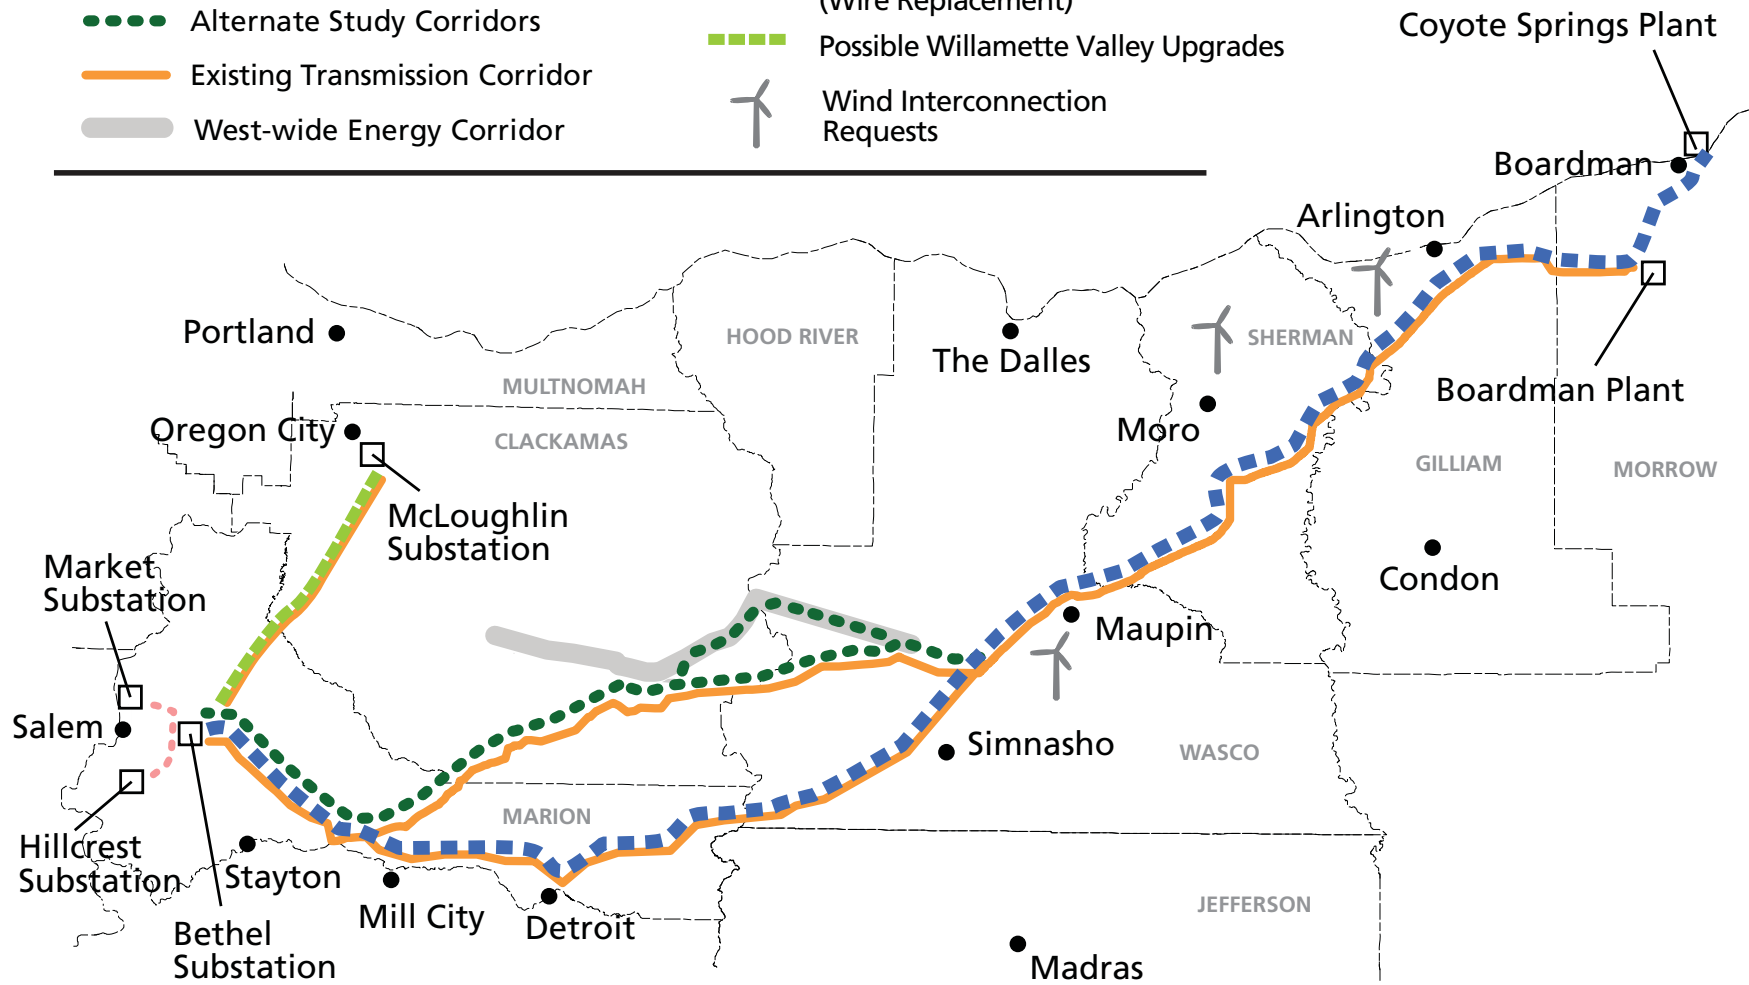 Alternate Study Corridors
Existing Transmission Corridor
West-wide Energy Corridor
(Wire Replacement)
Possible Willamette Valley Upgrades
Wind Interconnection
Requests
Coyote Springs Plant
Boardman
Arlington
Portland
HOOD RIVER
The Dalles
SHERMAN
MULTNOMAH
Boardman Plant
Oregon City
CLACKAMAS
Moro
GILLIAM
MORROW
McLoughlin
Substation
Market
Substation
Condon
Maupin
Salem
Simnasho
WASCO
MARION
Hillcrest
Substation
Stayton
Mill City
Detroit
JEFFERSON
Bethel
Substation
Madras